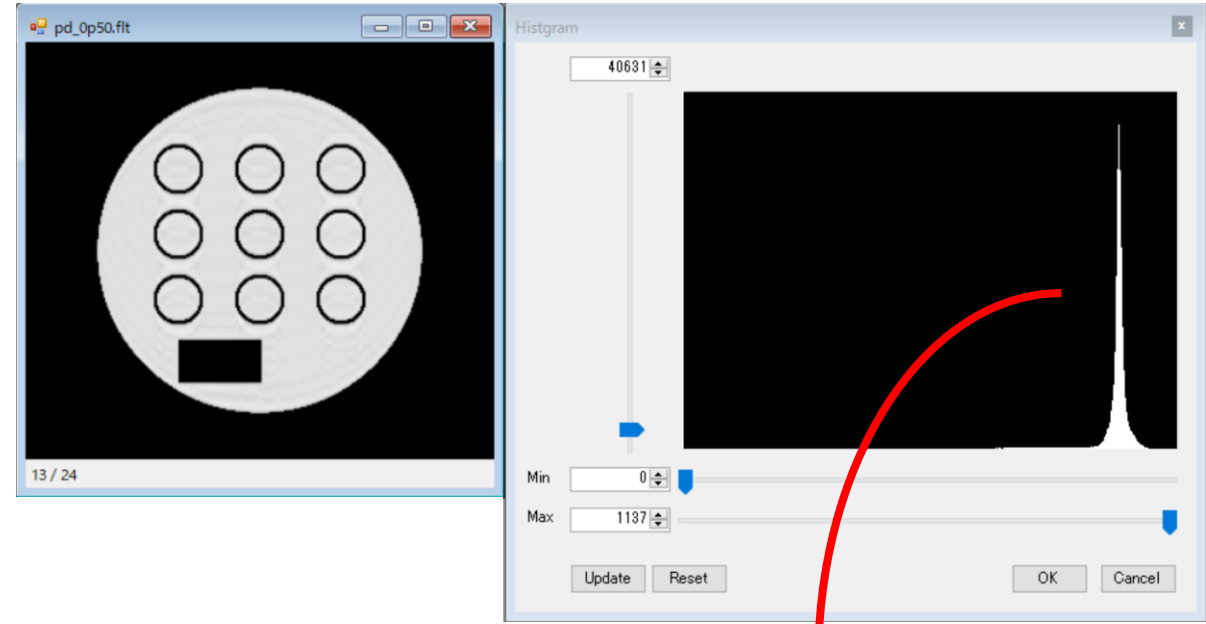 pd_0p50.flt
13 / 24
Histgram
40631
Min 0
Max 1137
Update Reset OK Cancel